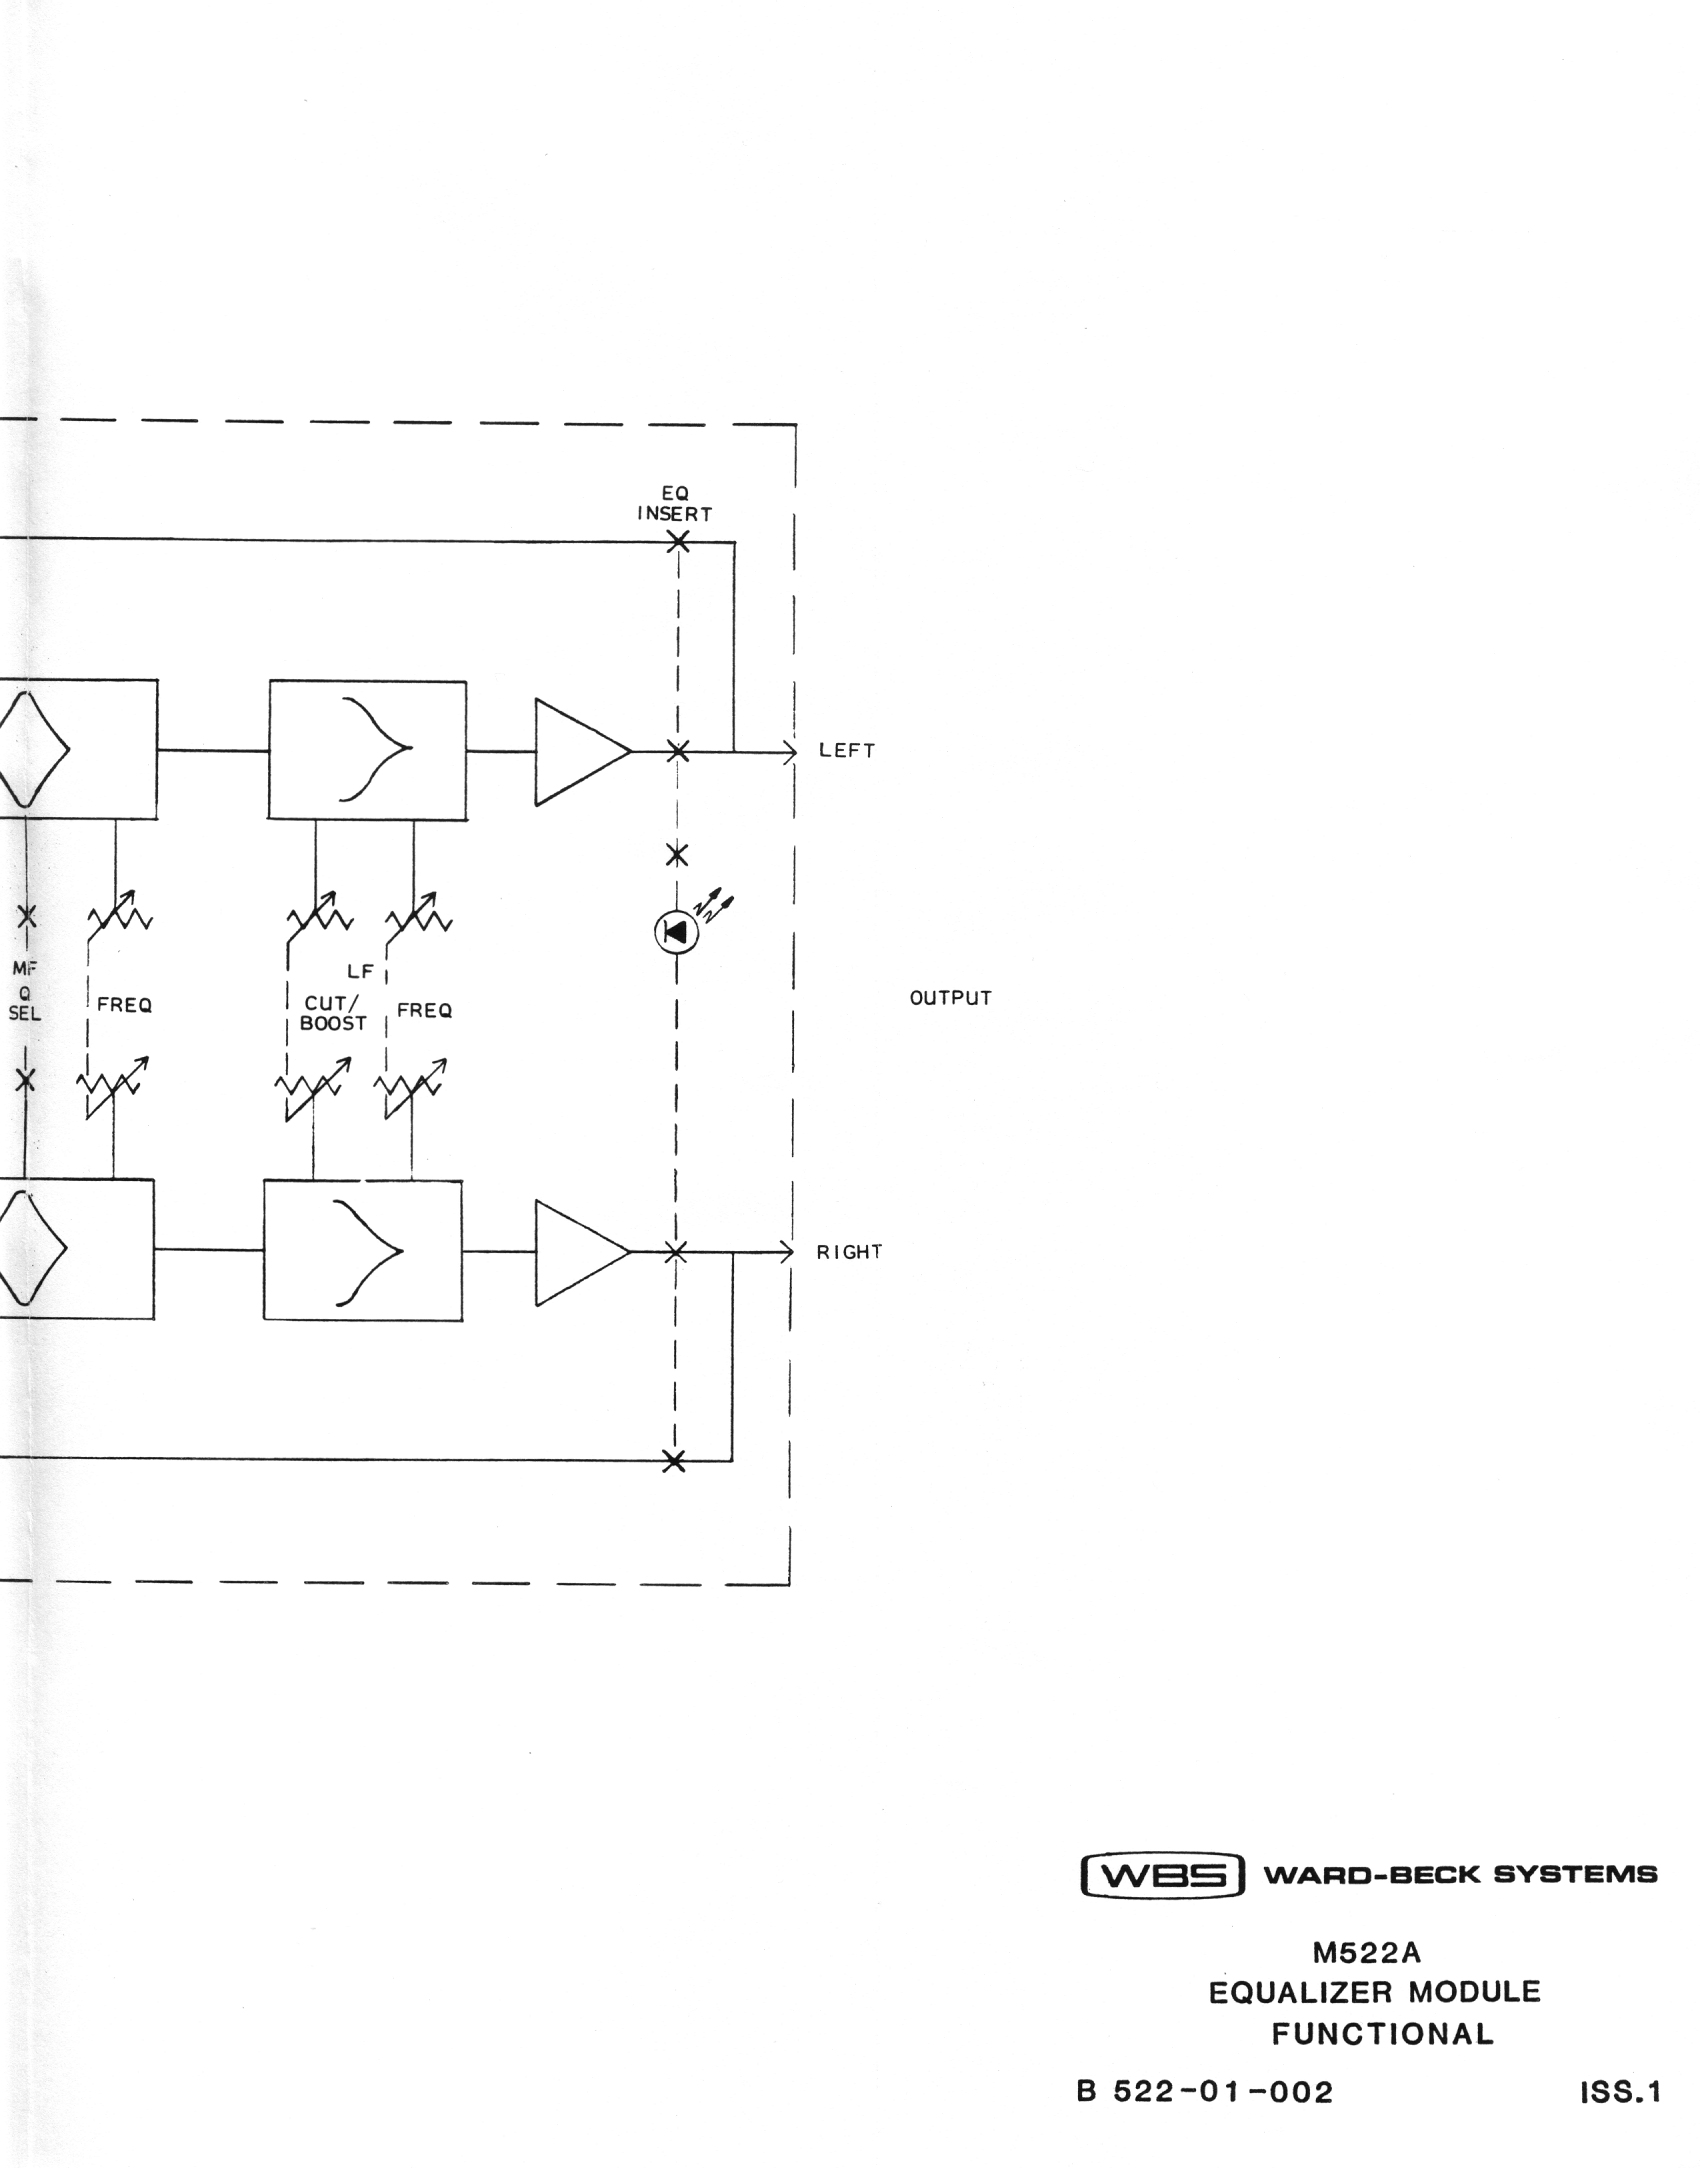 EQ
INSERT
LEFT
MF
Q
SEL
FREQ
LF
CUT/
BOOST
FREQ
OUTPUT
RIGHT
WBS WARD-BECK SYSTEMS
M522A
EQUALIZER MODULE
FUNCTIONAL
B 522-01-002 ISS.1